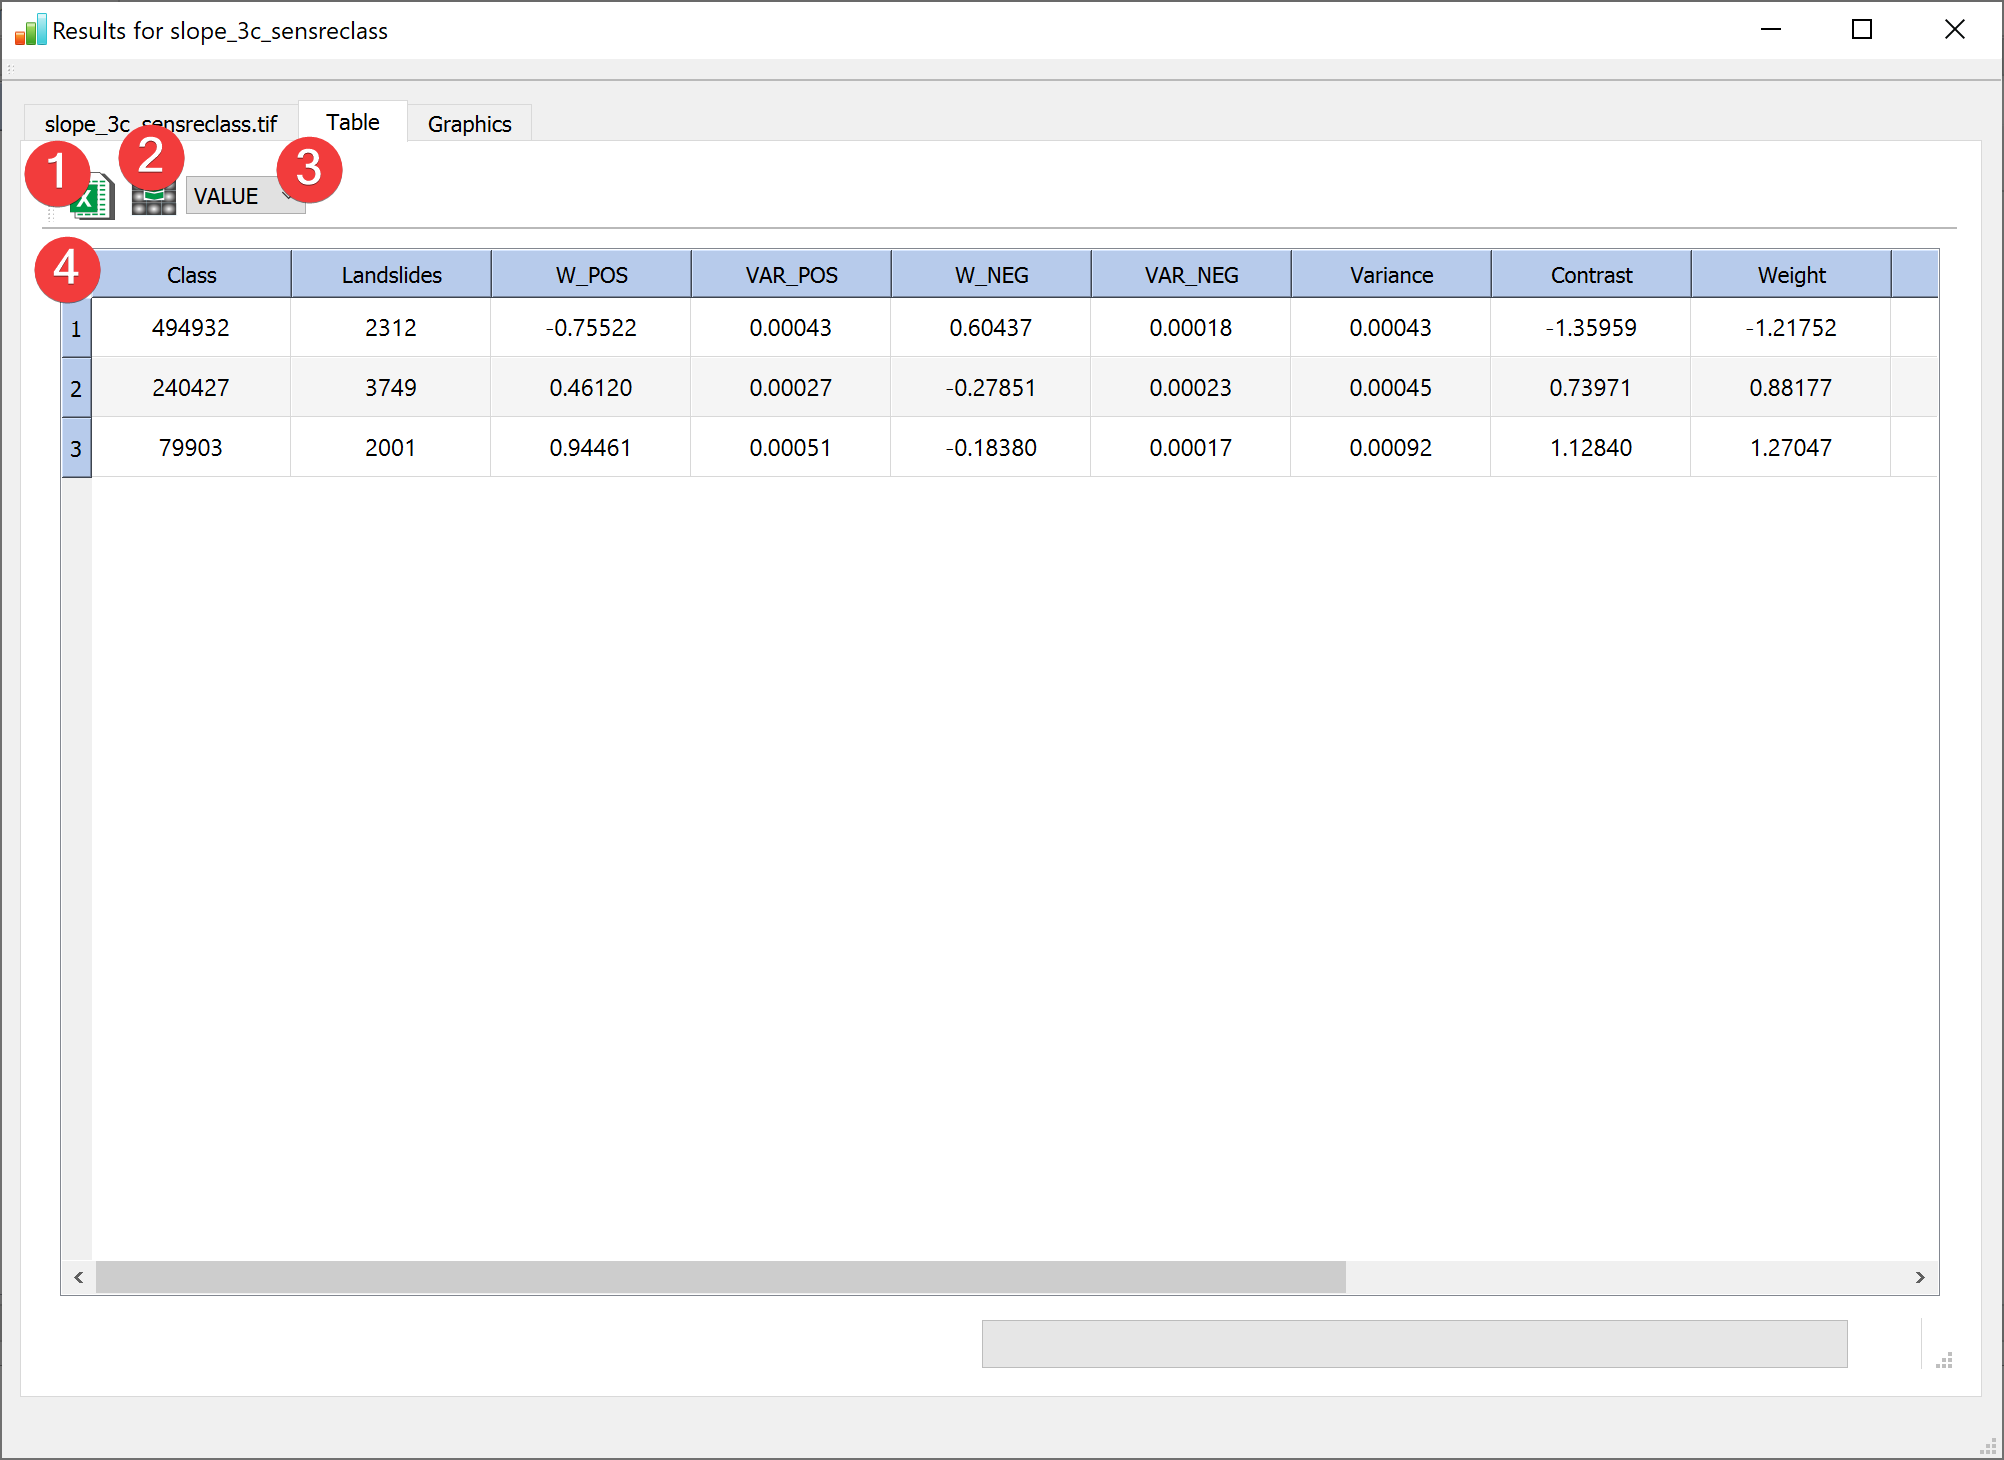 Results for slope_3c_sensreclass
slope_3c_sensreclass.tif Table Graphics
1 2 VALUE 3
4 Class Landslides W_POS VAR_POS W_NEG VAR_NEG Variance Contrast Weight
1 494932 2312 -0.75522 0.00043 0.60437 0.00018 0.00043 -1.35959 -1.21752
2 240427 3749 0.46120 0.00027 -0.27851 0.00023 0.00045 0.73971 0.88177
3 79903 2001 0.94461 0.00051 -0.18380 0.00017 0.00092 1.12840 1.27047